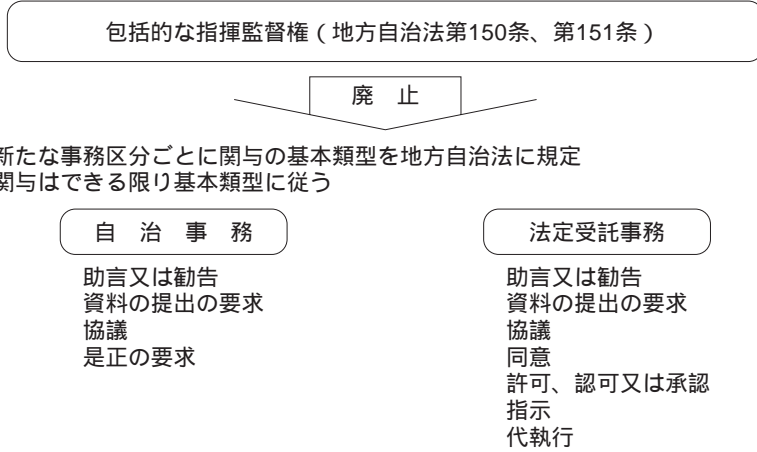 包括的な指揮監督権（地方自治法第150条、第151条）
廃 止
新たな事務区分ごとに関与の基本類型を地方自治法に規定
関与はできる限り基本類型に従う
自 治 事 務
助言又は勧告
資料の提出の要求
協議
是正の要求
法定受託事務
助言又は勧告
資料の提出の要求
協議
同意
許可、認可又は承認
指示
代執行